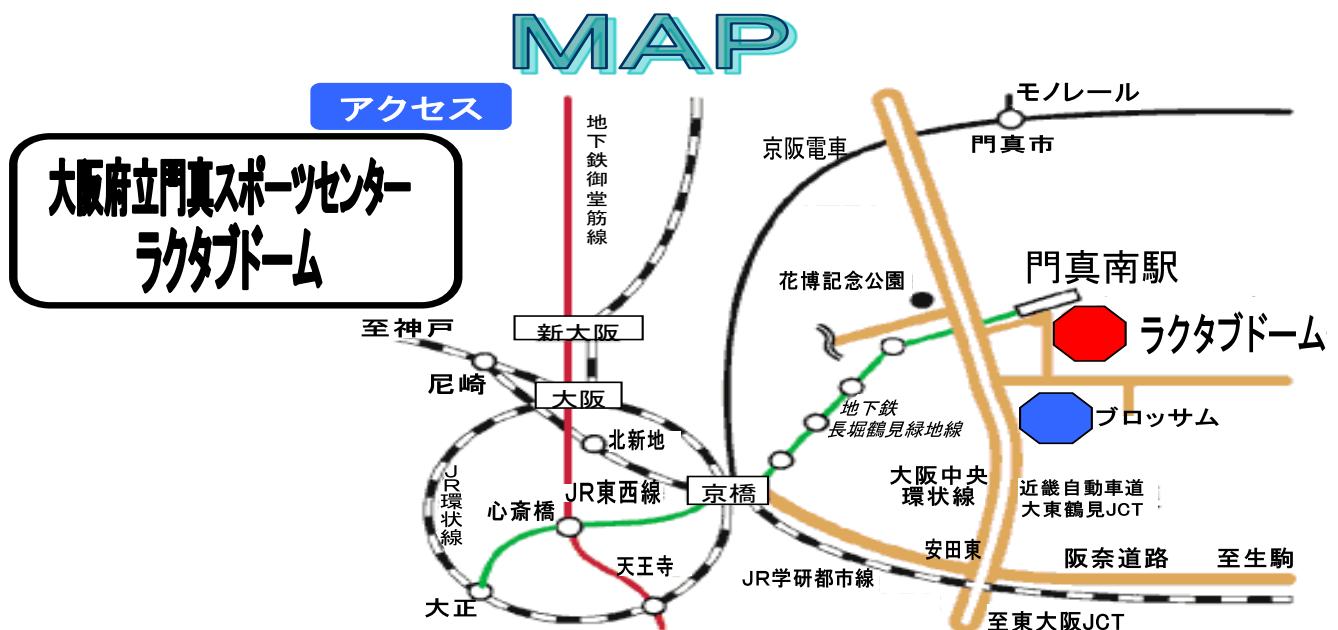 MAP
アクセス
大阪府立門真スポーツセンター
ラクタブドーム
地下鉄御堂筋線
モノレール
京阪電車
門真市
花博記念公園
門真南駅
ラクタブドーム
至神戸
新大阪
尼崎
大阪
地下鉄
長堀鶴見緑地線
ブロッサム
北新地
JR環状線
JR東西線
京橋
大阪中央
環状線
近畿自動車道
大東鶴見JCT
心斎橋
安田東
阪奈道路
至生駒
天王寺
JR学研都市線
大正
至東大阪JCT